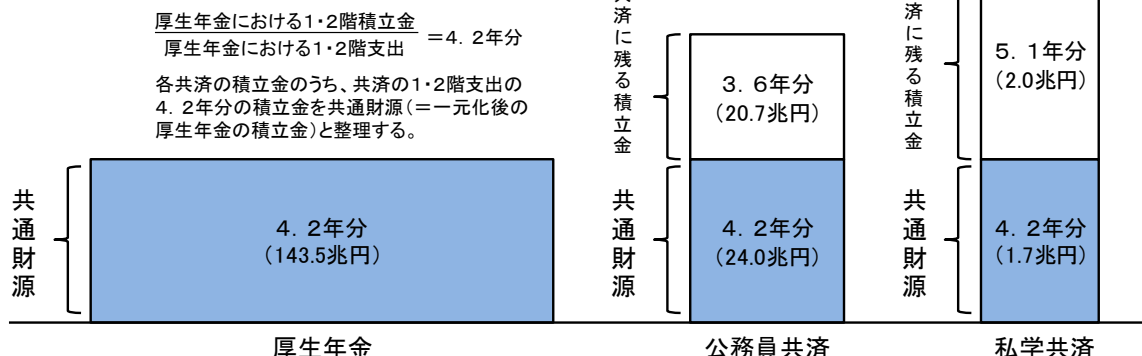 厚生年金における1・2階積立金
厚生年金における1・2階支出
＝4．2年分
各共済の積立金のうち、共済の1・2階支出の
4．2年分の積立金を共通財源（＝一元化後の
厚生年金の積立金）と整理する。
共通財源
4．2年分
（143.5兆円）
厚生年金
済に残る積立金
3．6年分
（20.7兆円）
共通財源
4．2年分
（24.0兆円）
公務員共済
済に残る積立金
5．1年分
（2.0兆円）
共通財源
4．2年分
（1.7兆円）
私学共済